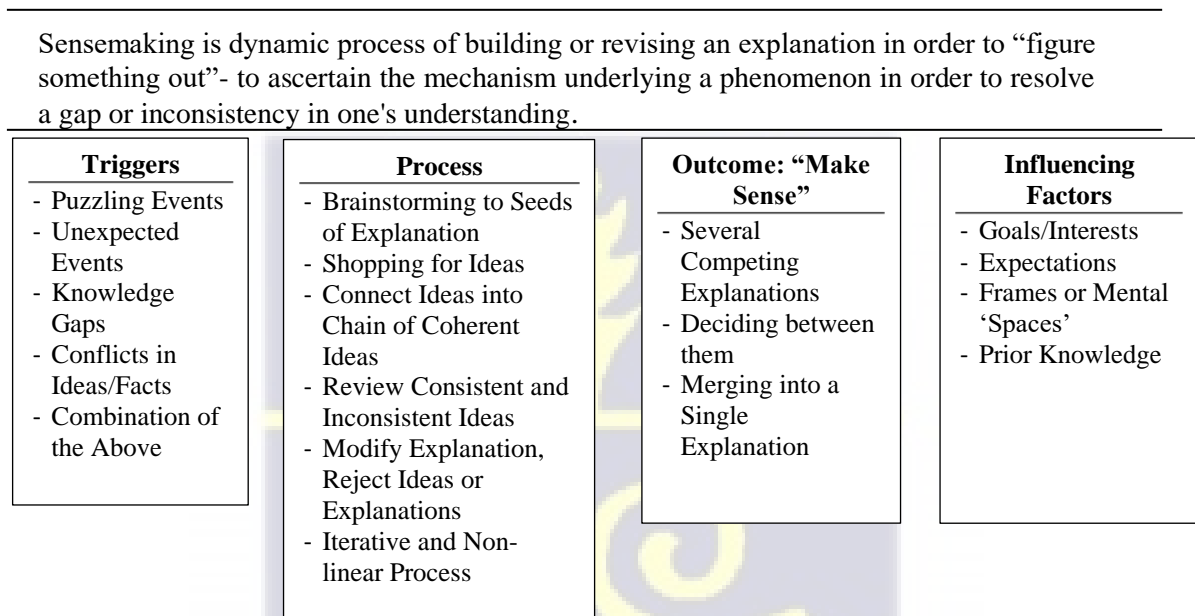 Sensemaking is dynamic process of building or revising an explanation in order to “figure
something out”- to ascertain the mechanism underlying a phenomenon in order to resolve
a gap or inconsistency in one's understanding.
Triggers
- Puzzling Events
- Unexpected
Events
- Knowledge
Gaps
- Conflicts in
Ideas/Facts
- Combination of
the Above
Process
- Brainstorming to Seeds
of Explanation
- Shopping for Ideas
- Connect Ideas into
Chain of Coherent
Ideas
- Review Consistent and
Inconsistent Ideas
- Modify Explanation,
Reject Ideas or
Explanations
- Iterative and Non-
linear Process
Outcome: “Make
Sense”
- Several
Competing
Explanations
- Deciding between
them
- Merging into a
Single
Explanation
Influencing
Factors
- Goals/Interests
- Expectations
- Frames or Mental
‘Spaces’
- Prior Knowledge